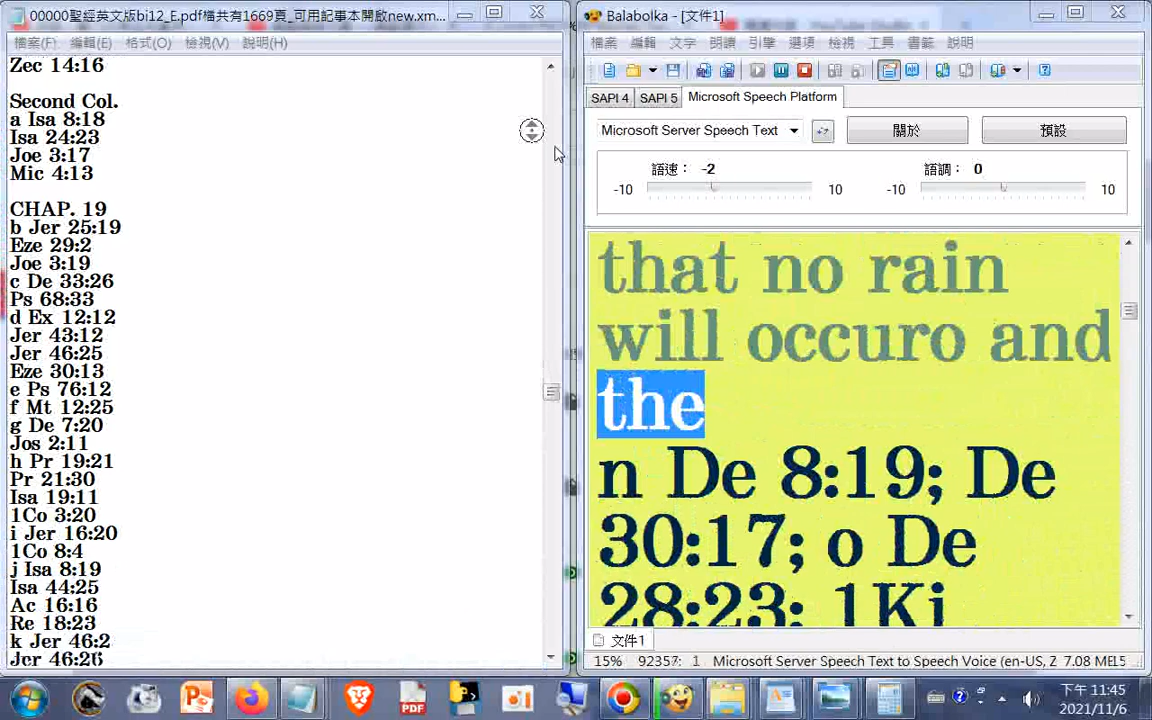 00000聖經英文版bi12_E.pdf檔共有1669頁_可用記事本開啟new.xm...
檔案(F) 編輯(E) 格式(O) 檢視(V) 說明(H)
Zec 14:16
Second Col.
a Isa 8:18
Isa 24:23
Joe 3:17
Mic 4:13
CHAP. 19
b Jer 25:19
Eze 29:2
Joe 3:19
c De 33:26
Ps 68:33
d Ex 12:12
Jer 43:12
Jer 46:25
Eze 30:13
e Ps 76:12
f Mt 12:25
g De 7:20
Jos 2:11
h Pr 19:21
Pr 21:30
Isa 19:11
1Co 3:20
i Jer 16:20
1Co 8:4
j Isa 8:19
Isa 44:25
Ac 16:16
Re 18:23
k Jer 46:2
Jer 46:26
Balabolka - [文件1]
檔案 編輯 文字 朗讀 引擎 選項 檢視 工具 書籤 說明
SAPI 4 SAPI 5 Microsoft Speech Platform
Microsoft Server Speech Text 關於 預設
語速： -2 語調： 0
-10 10 -10 10
that no rain
will occuro and
the
n De 8:19; De
30:17; o De
28:23; 1Ki
文件1
15% 92357: 1 Microsoft Server Speech Text to Speech Voice (en-US, Z 7.08 МЕ
下午 11:45
2021/11/6